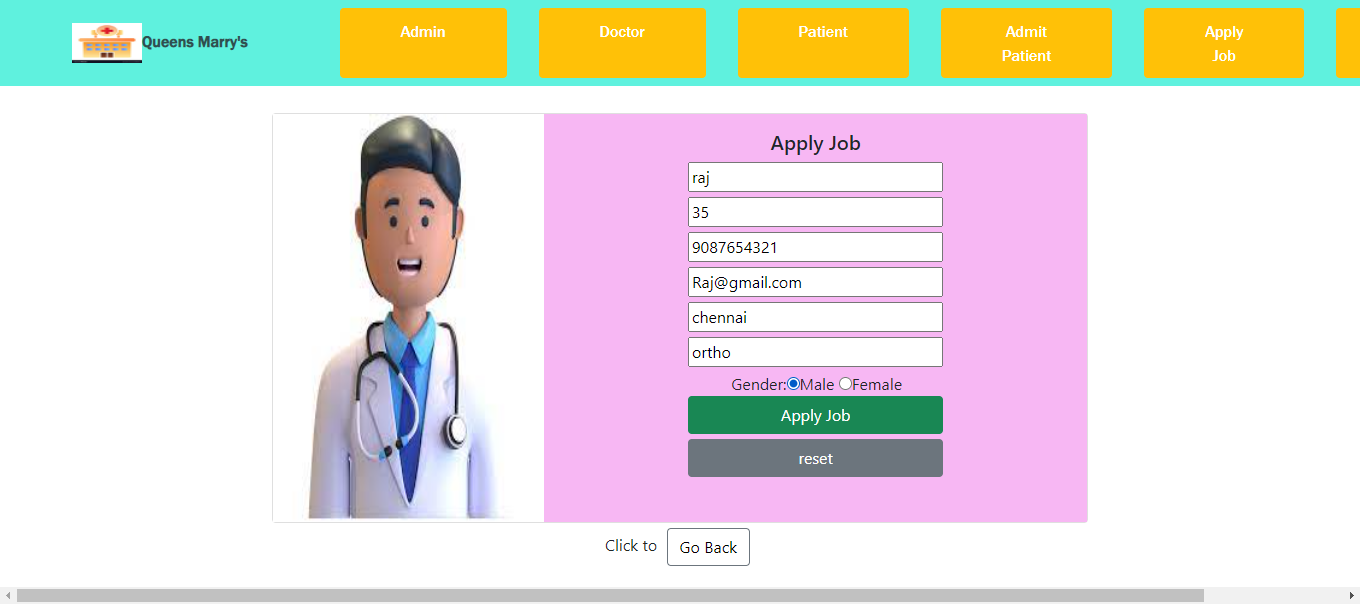 Queens Marry's
Admin
Doctor
Patient
Admit
Patient
Apply
Job
Apply Job
raj
35
9087654321
Raj@gmail.com
chennai
ortho
Gender: Male Female
Apply Job
reset
Click to Go Back